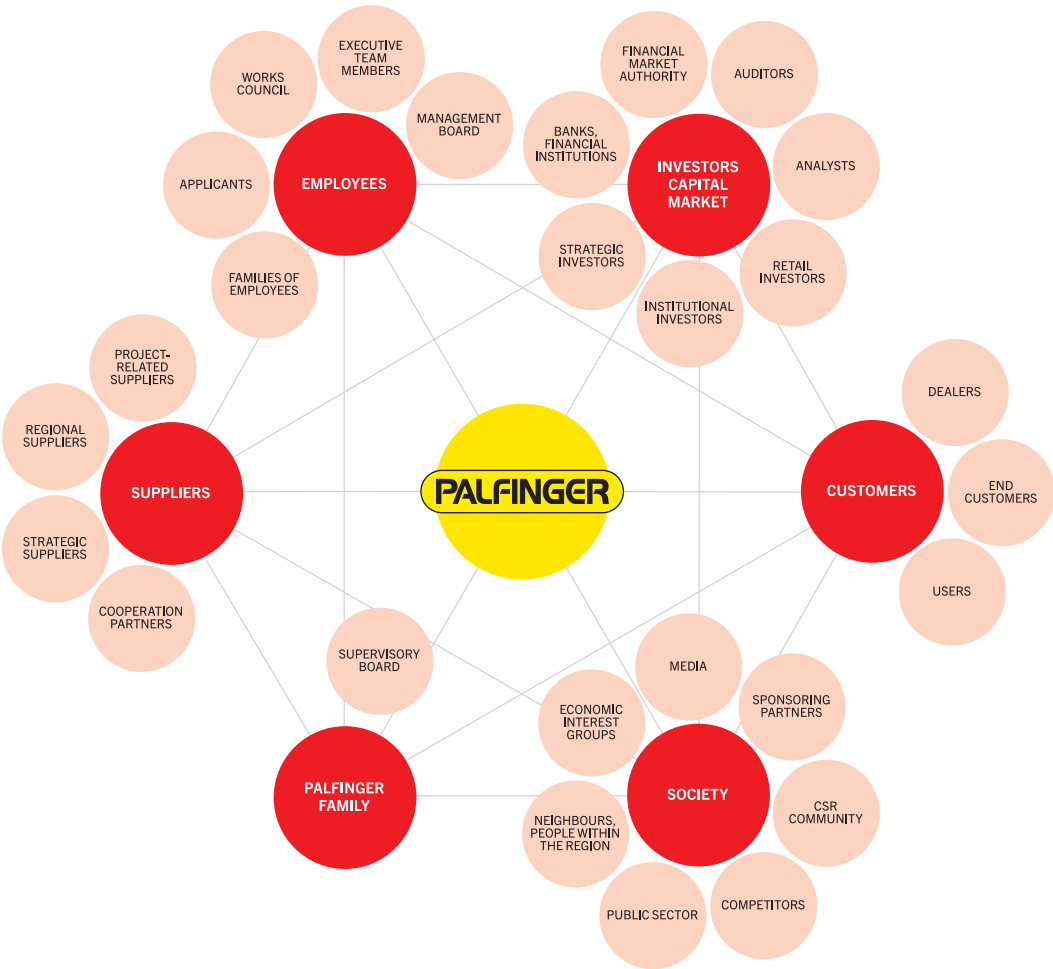 EXECUTIVE
TEAM
MEMBERS
WORKS
COUNCIL
MANAGEMENT
BOARD
APPLICANTS
EMPLOYEES
FAMILIES OF
EMPLOYEES
FINANCIAL
MARKET
AUTHORITY
AUDITORS
BANKS,
FINANCIAL
INSTITUTIONS
ANALYSTS
INVESTORS
CAPITAL
MARKET
STRATEGIC
INVESTORS
RETAIL
INVESTORS
INSTITUTIONAL
INVESTORS
PROJECT-
RELATED
SUPPLIERS
REGIONAL
SUPPLIERS
SUPPLIERS
STRATEGIC
SUPPLIERS
COOPERATION
PARTNERS
PALFINGER
DEALERS
CUSTOMERS
END
CUSTOMERS
USERS
SUPERVISORY
BOARD
PALFINGER
FAMILY
MEDIA
ECONOMIC
INTEREST
GROUPS
SPONSORING
PARTNERS
SOCIETY
CSR
COMMUNITY
NEIGHBOURS,
PEOPLE WITHIN
THE REGION
PUBLIC SECTOR
COMPETITORS